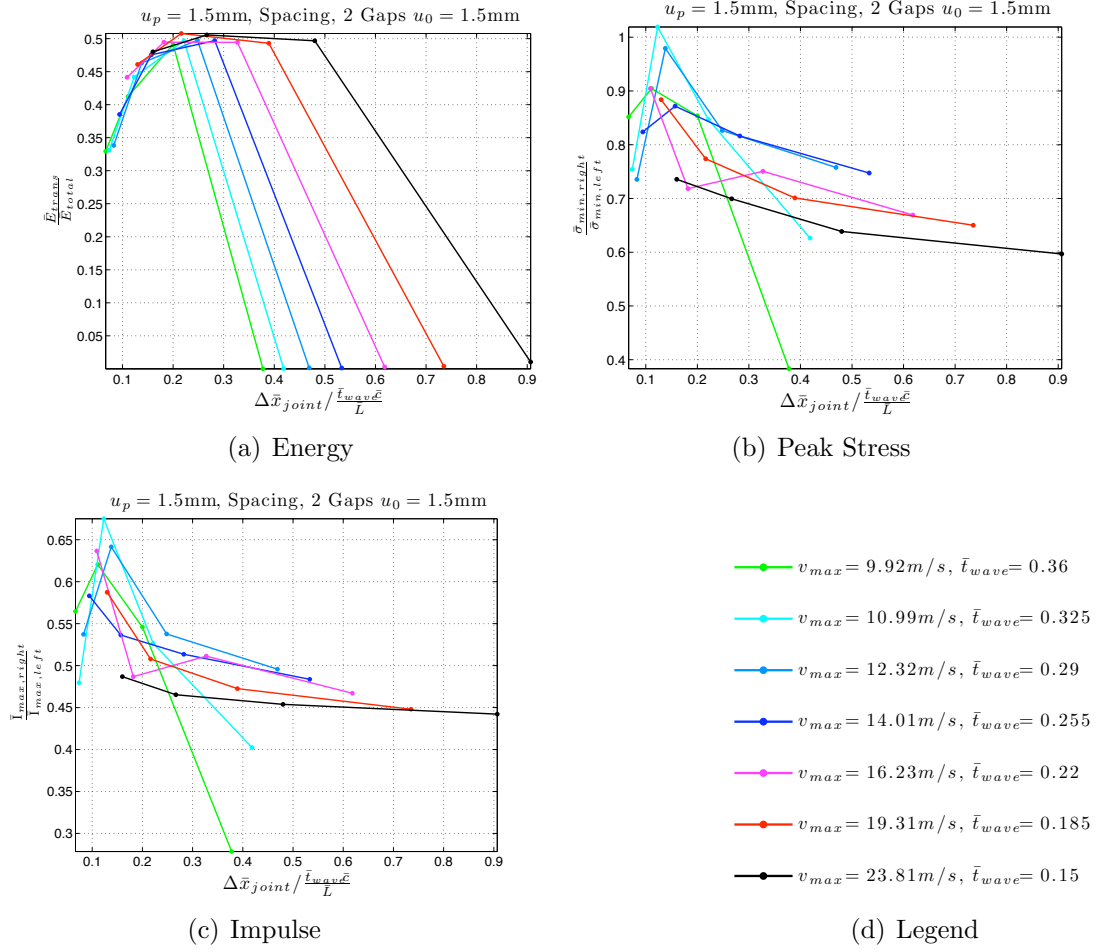 u_p = 1.5mm, Spacing, 2 Gaps u_0 = 1.5mm
0.5
0.45
0.4
0.35
0.3
0.25
0.2
0.15
0.1
0.05
Ē_trans / Ē_total
0.1 0.2 0.3 0.4 0.5 0.6 0.7 0.8 0.9
Δx̄_joint / (t̄_wave c̄ / L̄)
(a) Energy
u_p = 1.5mm, Spacing, 2 Gaps u_0 = 1.5mm
1
0.9
0.8
0.7
0.6
0.5
0.4
σ̄_min,right / σ̄_min,left
0.1 0.2 0.3 0.4 0.5 0.6 0.7 0.8 0.9
Δx̄_joint / (t̄_wave c̄ / L̄)
(b) Peak Stress
u_p = 1.5mm, Spacing, 2 Gaps u_0 = 1.5mm
0.65
0.6
0.55
0.5
0.45
0.4
0.35
0.3
Ī_max,right / Ī_max,left
0.1 0.2 0.3 0.4 0.5 0.6 0.7 0.8 0.9
Δx̄_joint / (t̄_wave c̄ / L̄)
(c) Impulse
v_max = 9.92m/s, t̄_wave = 0.36
v_max = 10.99m/s, t̄_wave = 0.325
v_max = 12.32m/s, t̄_wave = 0.29
v_max = 14.01m/s, t̄_wave = 0.255
v_max = 16.23m/s, t̄_wave = 0.22
v_max = 19.31m/s, t̄_wave = 0.185
v_max = 23.81m/s, t̄_wave = 0.15
(d) Legend